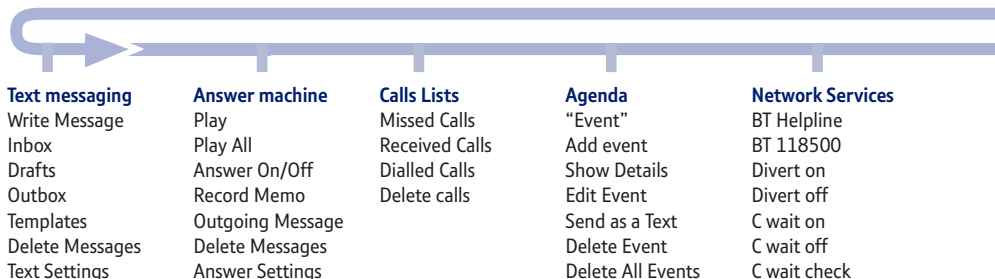 Text messaging
Write Message
Inbox
Drafts
Outbox
Templates
Delete Messages
Text Settings
Answer machine
Play
Play All
Answer On/Off
Record Memo
Outgoing Message
Delete Messages
Answer Settings
Calls Lists
Missed Calls
Received Calls
Dialled Calls
Delete calls
Agenda
“Event”
Add event
Show Details
Edit Event
Send as a Text
Delete Event
Delete All Events
Network Services
BT Helpline
BT 118500
Divert on
Divert off
C wait on
C wait off
C wait check